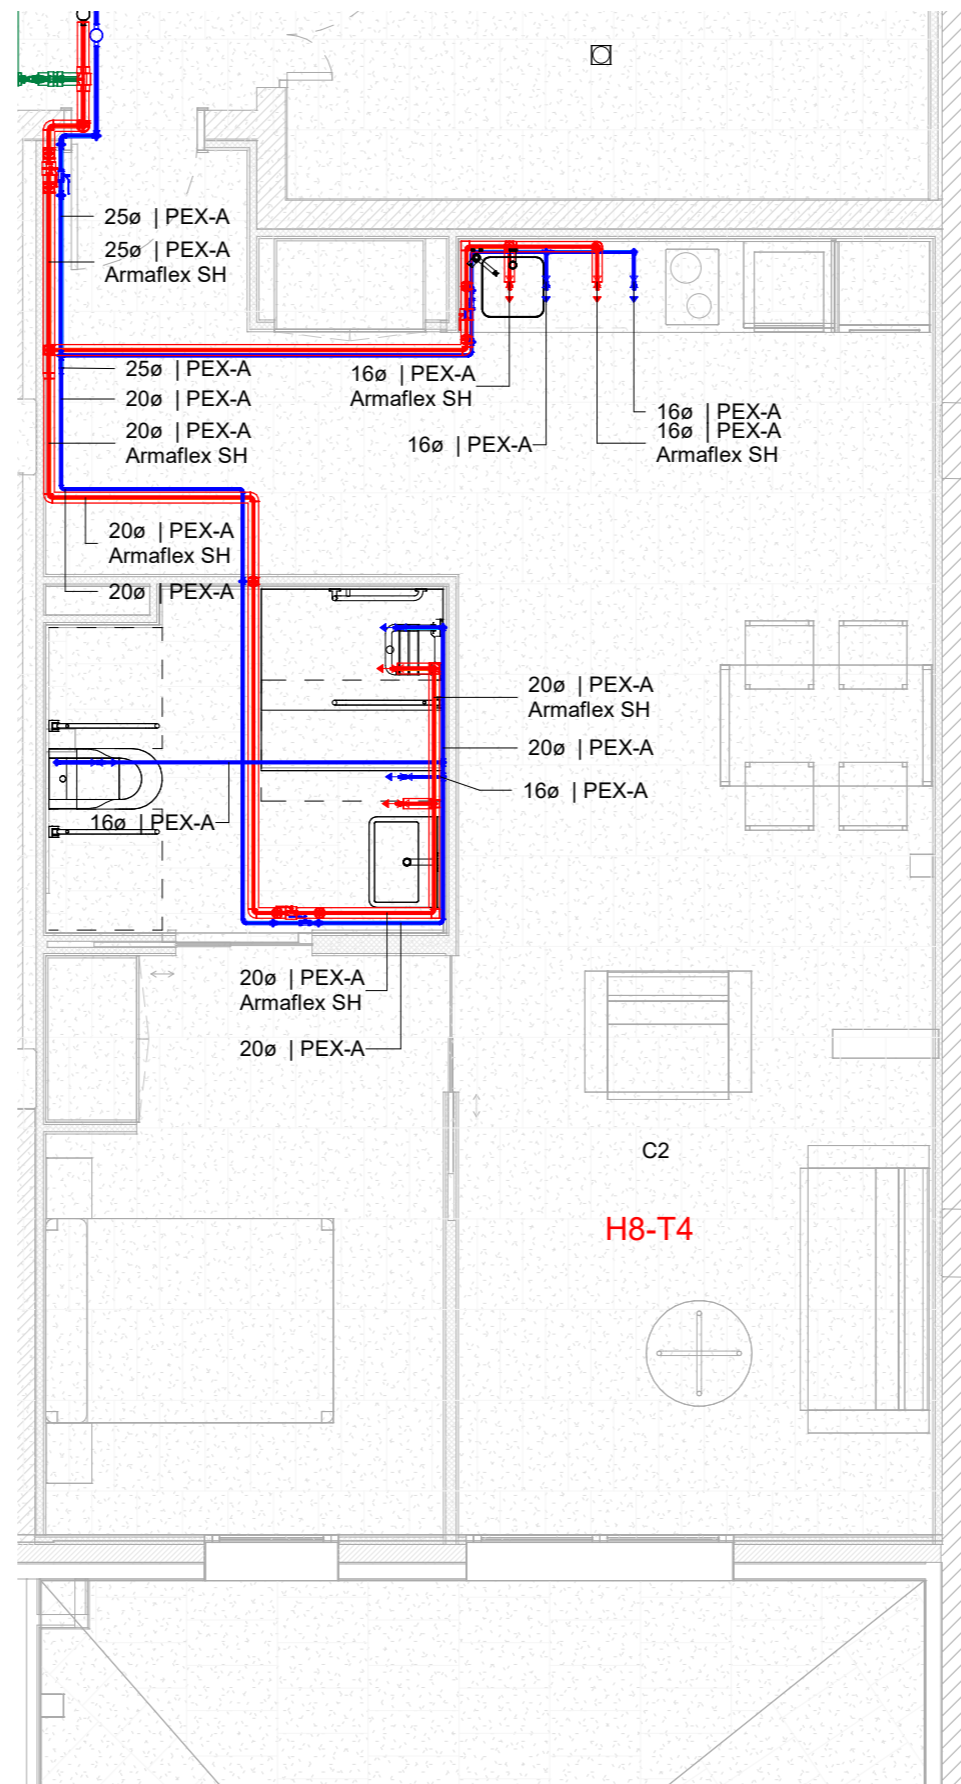 25ø | PEX-A
25ø | PEX-A
Armaflex SH
25ø | PEX-A
20ø | PEX-A
20ø | PEX-A
Armaflex SH
16ø | PEX-A
Armaflex SH
16ø | PEX-A
16ø | PEX-A
16ø | PEX-A
Armaflex SH
20ø | PEX-A
Armaflex SH
20ø | PEX-A
20ø | PEX-A
Armaflex SH
20ø | PEX-A
16ø | PEX-A
16ø | PEX-A
20ø | PEX-A
Armaflex SH
20ø | PEX-A
C2
H8-T4